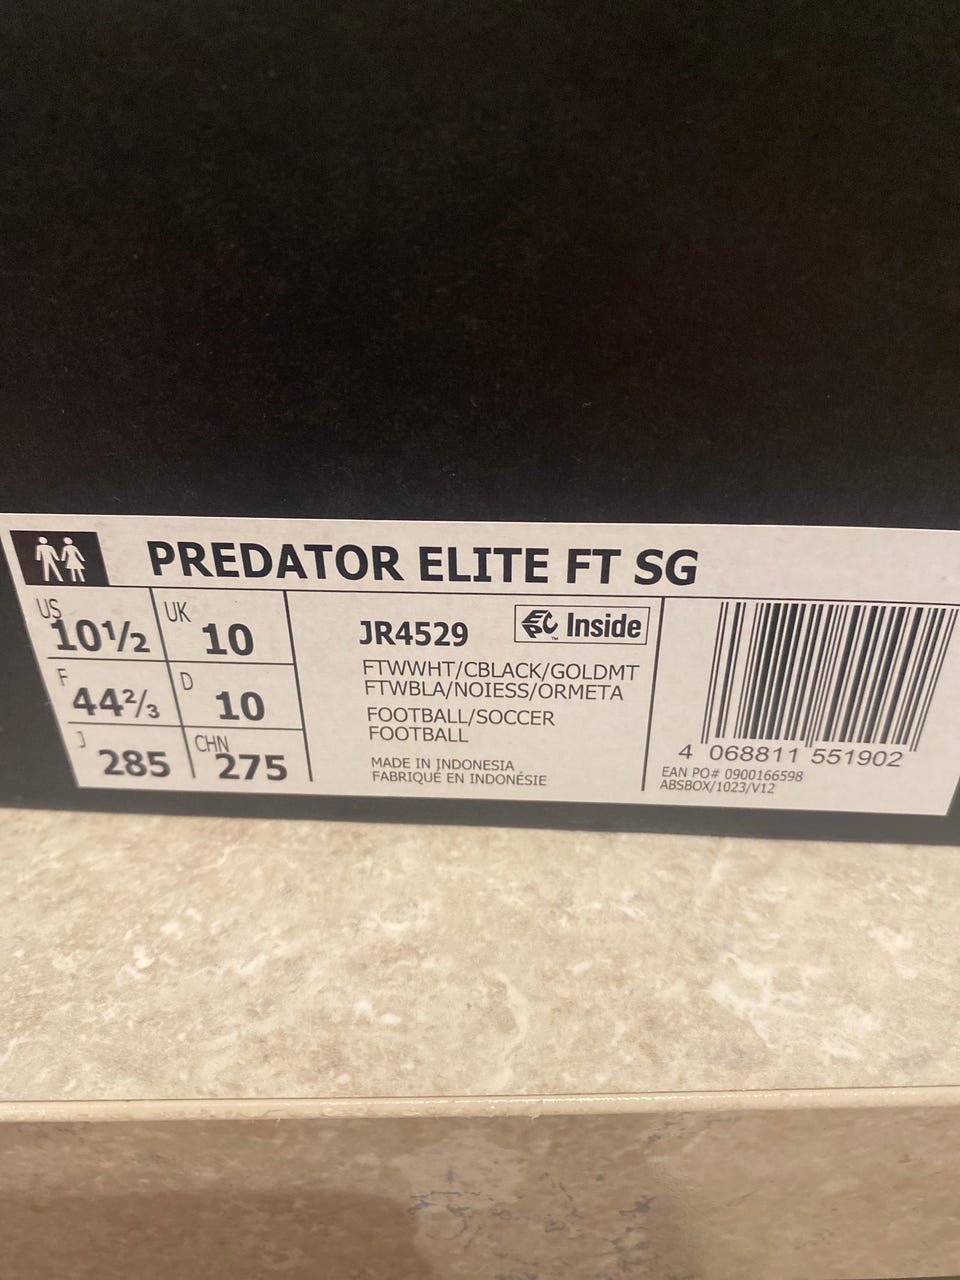 PREDATOR ELITE FT SG
US 10½
UK 10
F 44⅔
D 10
J 285
CHN 275
JR4529
Inside
FTWWHT/CBLACK/GOLDMT
FTWBLA/NOIESS/ORMETA
FOOTBALL/SOCCER
FOOTBALL
MADE IN INDONESIA
FABRIQUÉ EN INDONÉSIE
4 068811 551902
EAN PO# 0900166598
ABSBOX/1023/V12